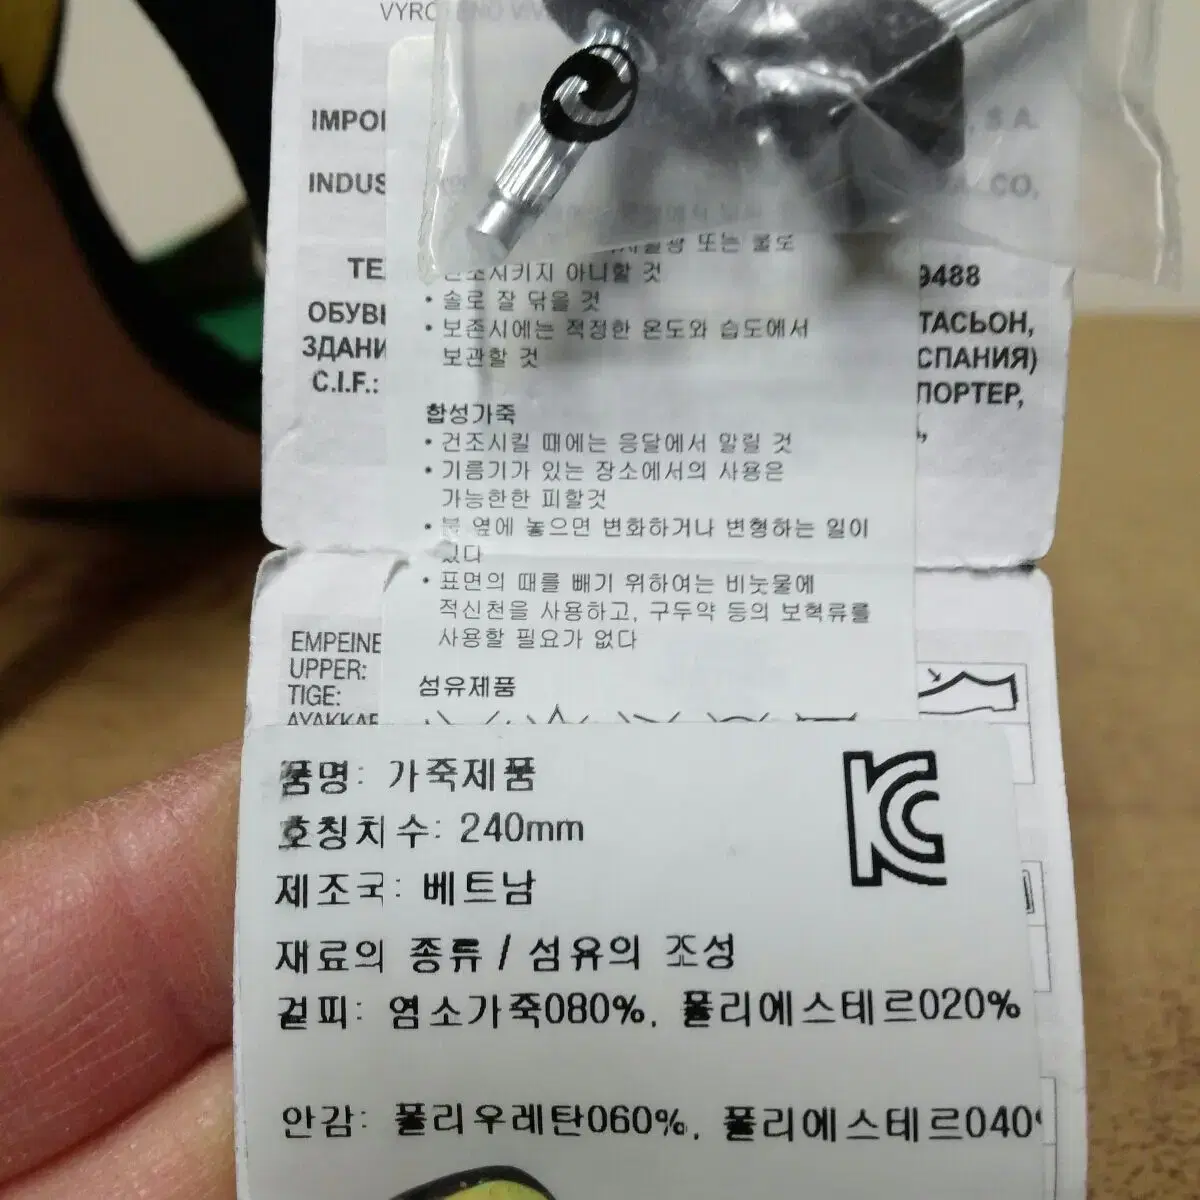 IMPOR
, S.A.
INDUS
CO,
또는 물로
건조시키지 아니할 것
TE
9488
• 솔로 잘 닦을 것
ОБУВЬ
ТАСЬОН,
• 보존시에는 적정한 온도와 습도에서
보관할 것
ЗДАНИ
СПАНИЯ)
C.I.F.:
ПОРТЕР,
합성가죽
• 건조시킬 때에는 응달에서 말릴 것
• 기름기가 있는 장소에서의 사용은
가능한한 피할것
• 불 옆에 놓으면 변화하거나 변형하는 일이
있다
• 표면의 때를 빼기 위하여는 비눗물에
적신천을 사용하고, 구두약 등의 보혁류를
사용할 필요가 없다
EMPEINE
UPPER:
TIGE:
AYAKKAB
섬유제품
품명: 가죽제품
KC
호칭치수: 240mm
제조국: 베트남
재료의 종류 / 섬유의 조성
겉피: 염소가죽080%, 폴리에스테르020%
안감: 폴리우레탄060%, 폴리에스테르040%